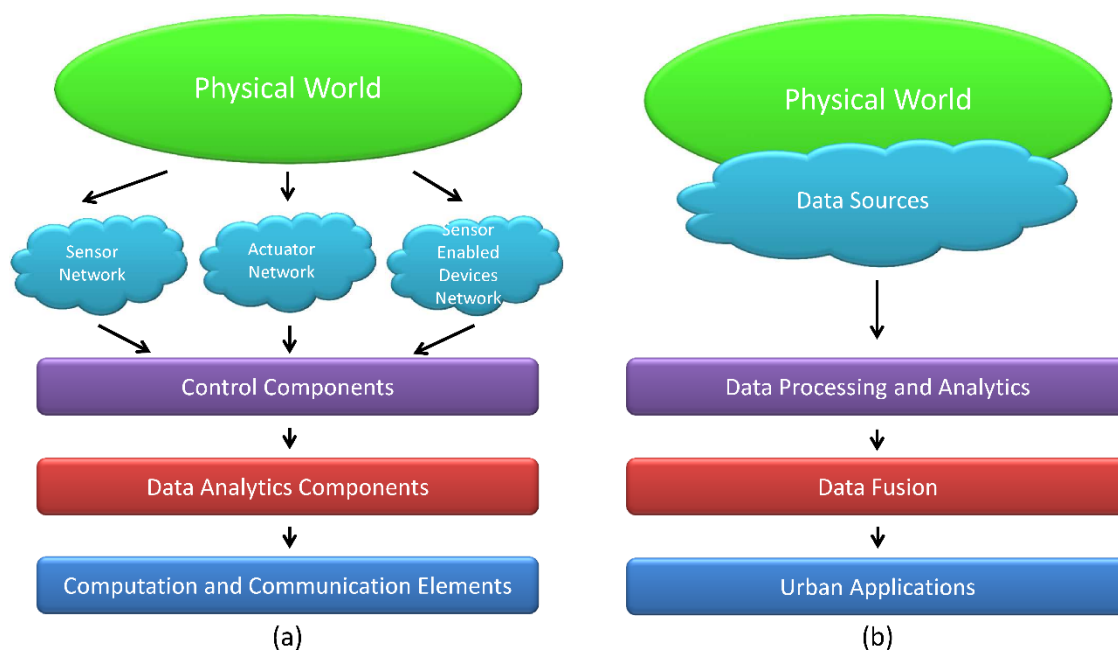 Physical World
Sensor
Network
Actuator
Network
Sensor
Enabled
Devices
Network
Control Components
Data Analytics Components
Computation and Communication Elements
(a)
Physical World
Data Sources
Data Processing and Analytics
Data Fusion
Urban Applications
(b)